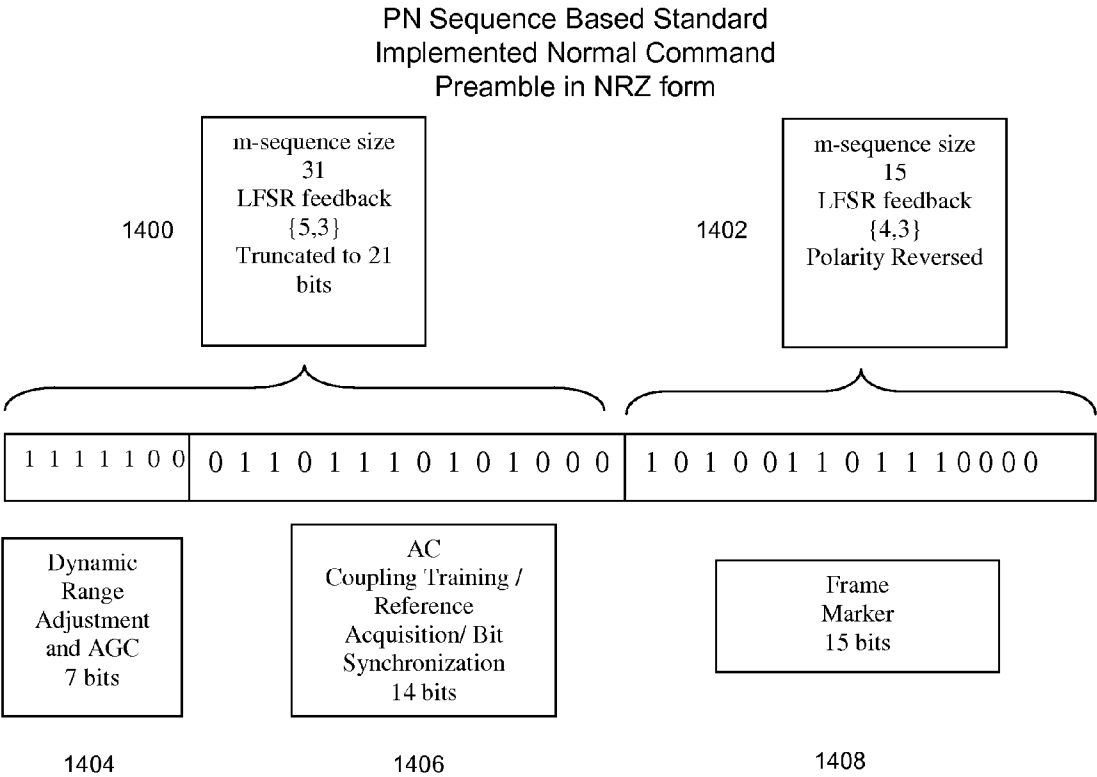 PN Sequence Based Standard
Implemented Normal Command
Preamble in NRZ form
m-sequence size
31
LFSR feedback
{5,3}
Truncated to 21
bits
1400
m-sequence size
15
LFSR feedback
{4,3}
Polarity Reversed
1402
1 1 1 1 1 0 0 0 1 1 0 1 1 1 0 1 0 1 0 0 0 1 0 1 0 0 1 1 0 1 1 1 0 0 0 0
Dynamic
Range
Adjustment
and AGC
7 bits
AC
Coupling Training /
Reference
Acquisition/ Bit
Synchronization
14 bits
Frame
Marker
15 bits
1404
1406
1408